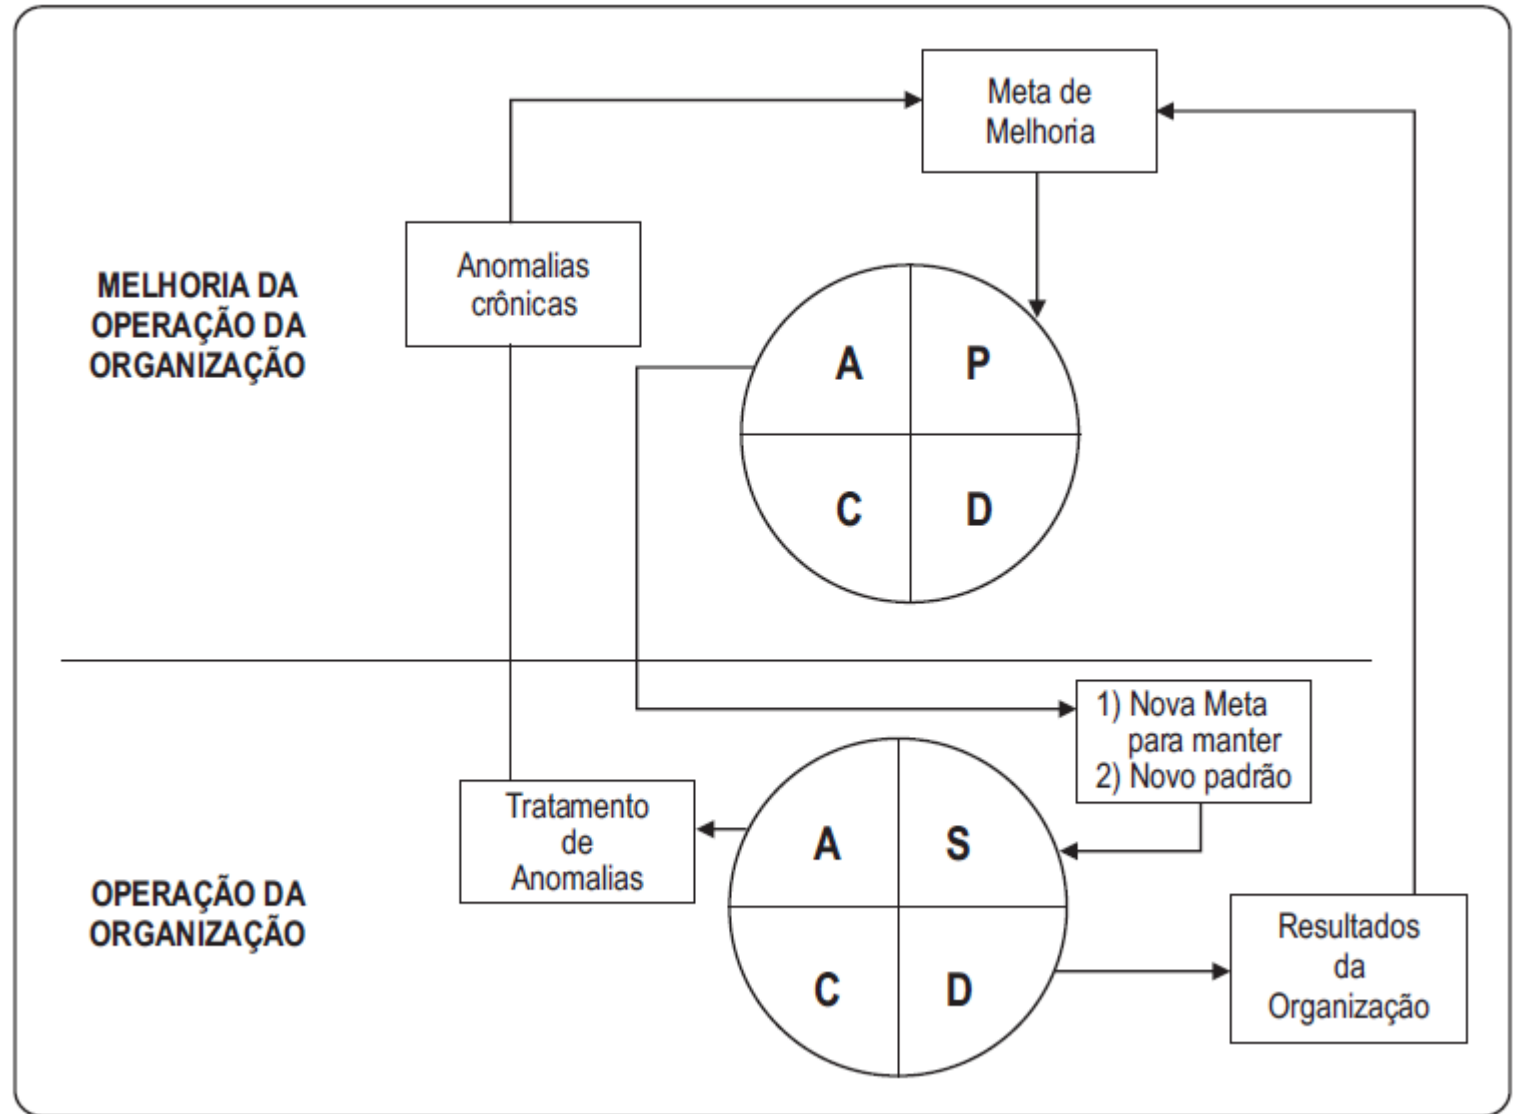 Meta de
Melhoria
Anomalias
crônicas
MELHORIA DA
OPERAÇÃO DA
ORGANIZAÇÃO
A
P
C
D
1) Nova Meta
para manter
2) Novo padrão
Tratamento
de
Anomalias
A
S
OPERAÇÃO DA
ORGANIZAÇÃO
C
D
Resultados
da
Organização